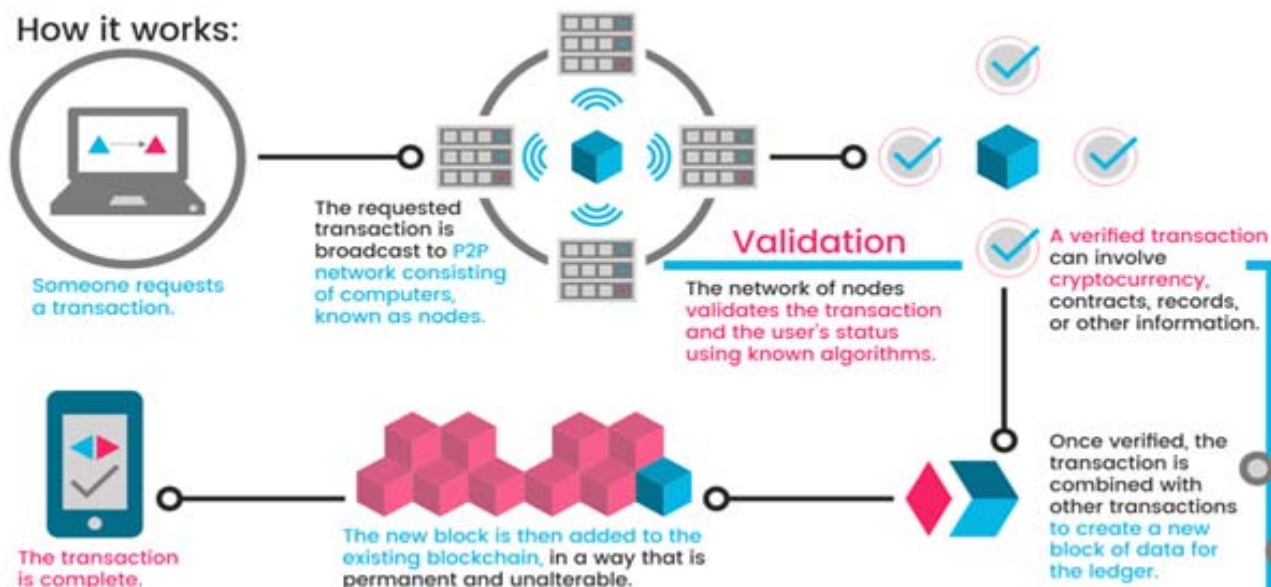 How it works:
Someone requests
a transaction.
The requested
transaction is
broadcast to P2P
network consisting
of computers,
known as nodes.
Validation
The network of nodes
validates the transaction
and the user's status
using known algorithms.
A verified transaction
can involve
cryptocurrency,
contracts, records,
or other information.
Once verified, the
transaction is
combined with
other transactions
to create a new
block of data for
the ledger.
The new block is then added to the
existing blockchain, in a way that is
permanent and unalterable.
The transaction
is complete.